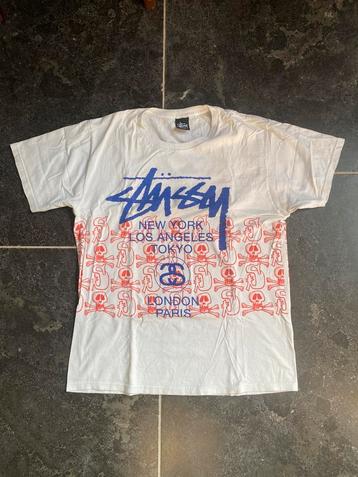 Stüssy
NEW YORK
LOS ANGELES
TOKYO
LONDON
PARIS